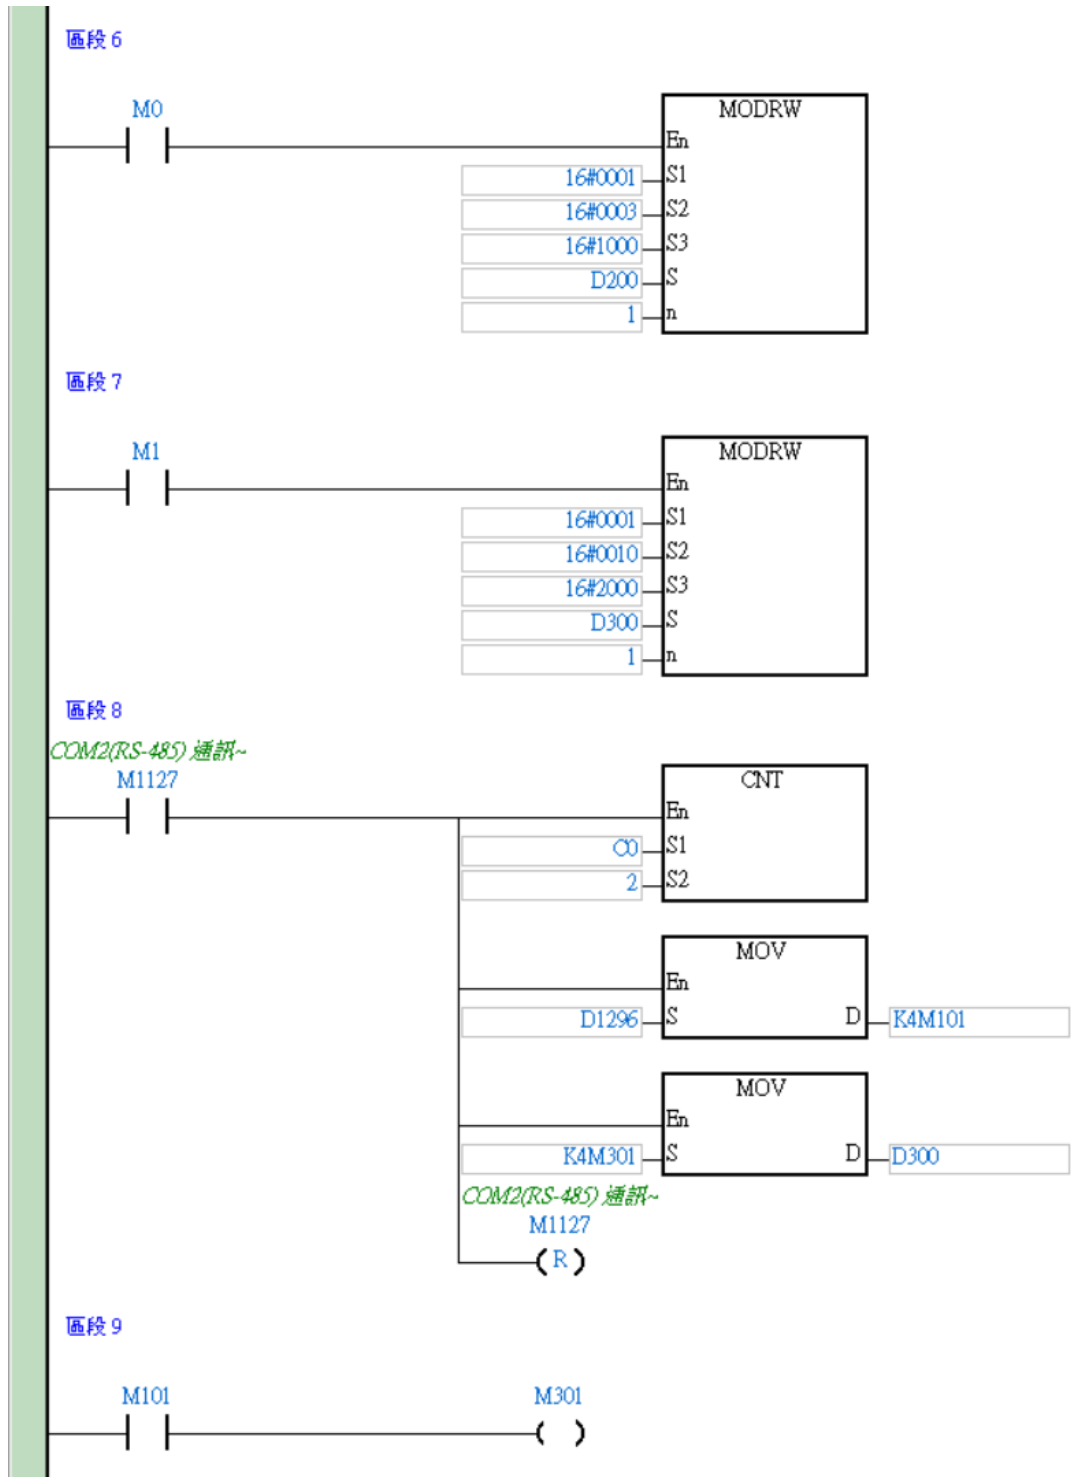 區段 6
M0
MODRW
En
16#0001 S1
16#0003 S2
16#1000 S3
D200 S
1 n
區段 7
M1
MODRW
En
16#0001 S1
16#0010 S2
16#2000 S3
D300 S
1 n
區段 8
COM2(RS-485) 通訊~
M1127
CNT
En
C0 S1
2 S2
MOV
En
D1296 S D K4M101
MOV
En
K4M301 S D D300
COM2(RS-485) 通訊~
M1127
R
區段 9
M101 M301